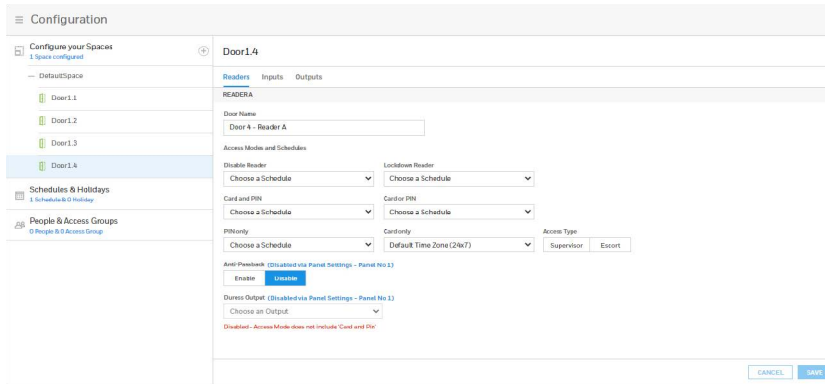 Configuration
Configure your Spaces
1 Space configured
DefaultSpace
Door1.1
Door1.2
Door1.3
Door1.4
Schedules & Holidays
1 Schedule & 0 Holiday
People & Access Groups
0 People & 0 Access Group
Door1.4
Readers Inputs Outputs
READERA
Door Name
Door 4 - Reader A
Access Modes and Schedules
Disable Reader Lockdown Reader
Choose a Schedule Choose a Schedule
Card and PIN Card or PIN
Choose a Schedule Choose a Schedule
PIN only Card only Access Type
Choose a Schedule Default Time Zone (24x7) Supervisor Escort
Anti-Passback (Disabled via Panel Settings - Panel No 1)
Enable Disable
Duress Output (Disabled via Panel Settings - Panel No 1)
Choose an Output
Disabled - Access Mode does not include 'Card and Pin'
CANCEL SAVE